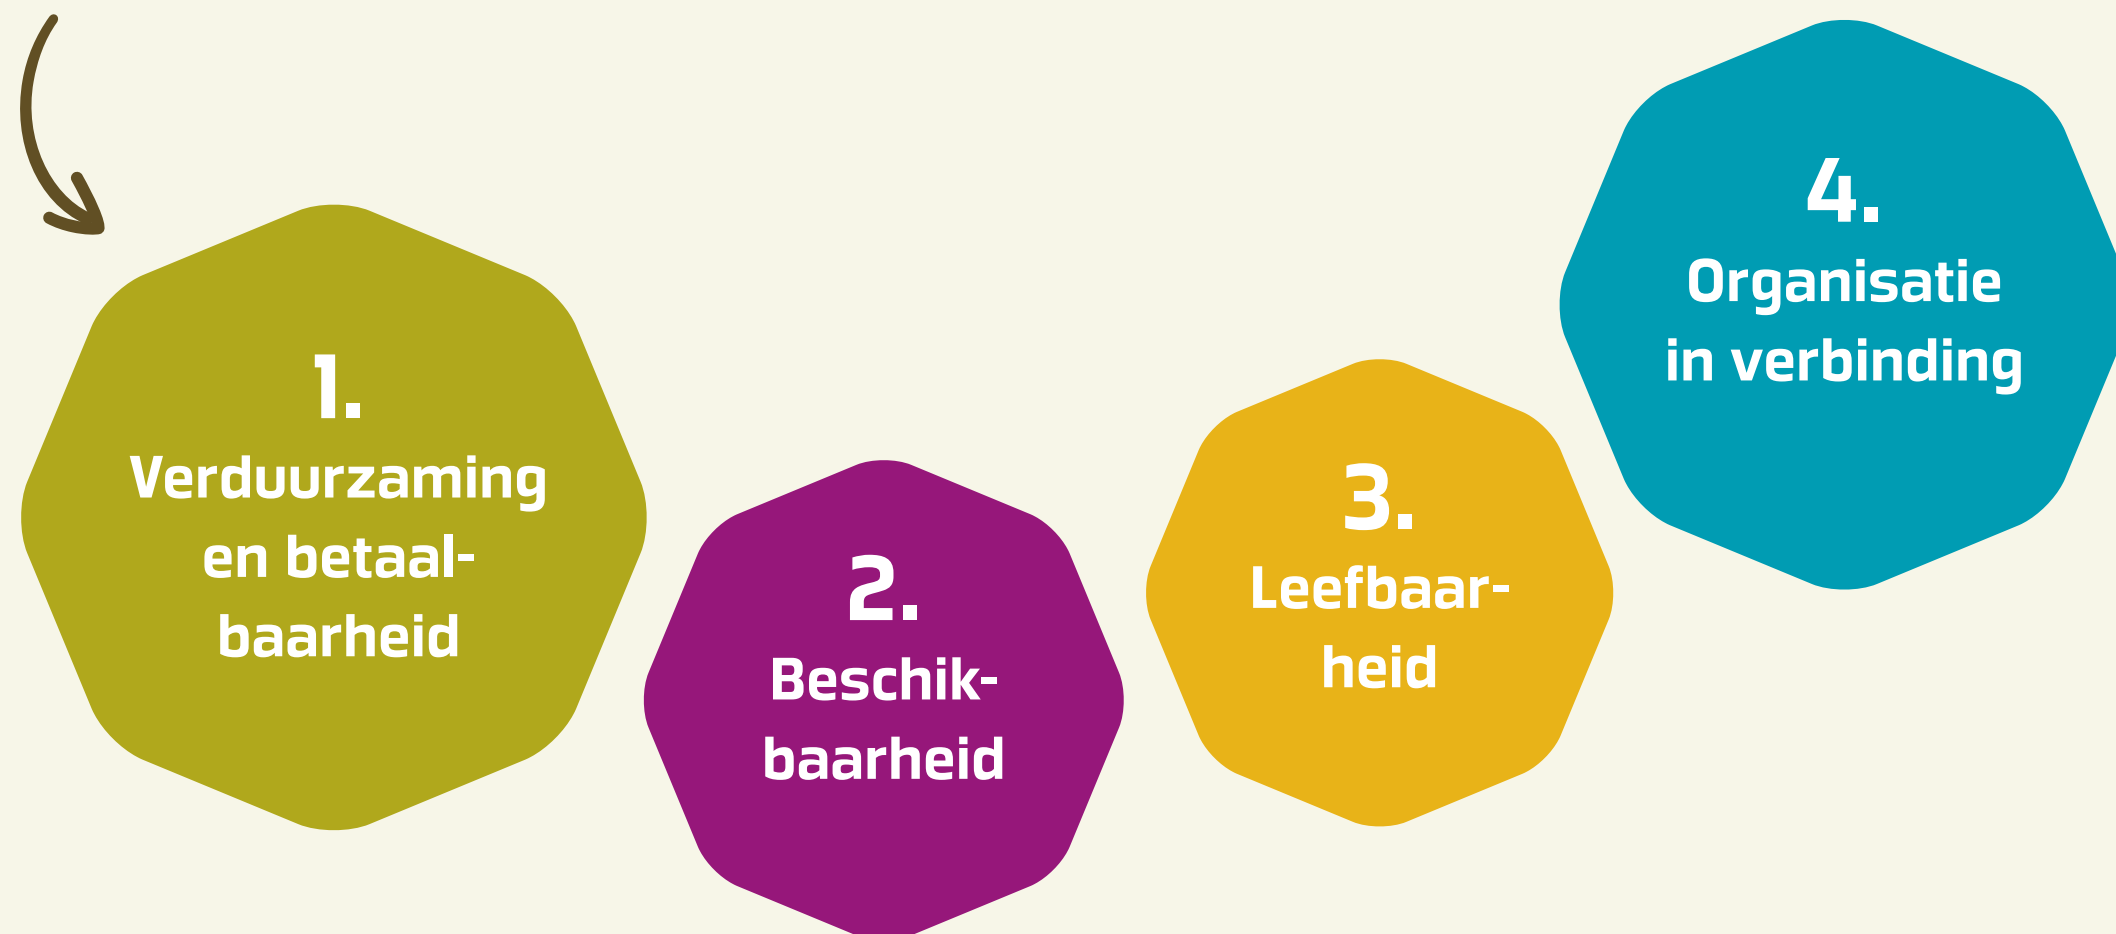 1.
Verduurzaming
en betaal-
baarheid
2.
Beschik-
baarheid
3.
Leefbaar-
heid
4.
Organisatie
in verbinding